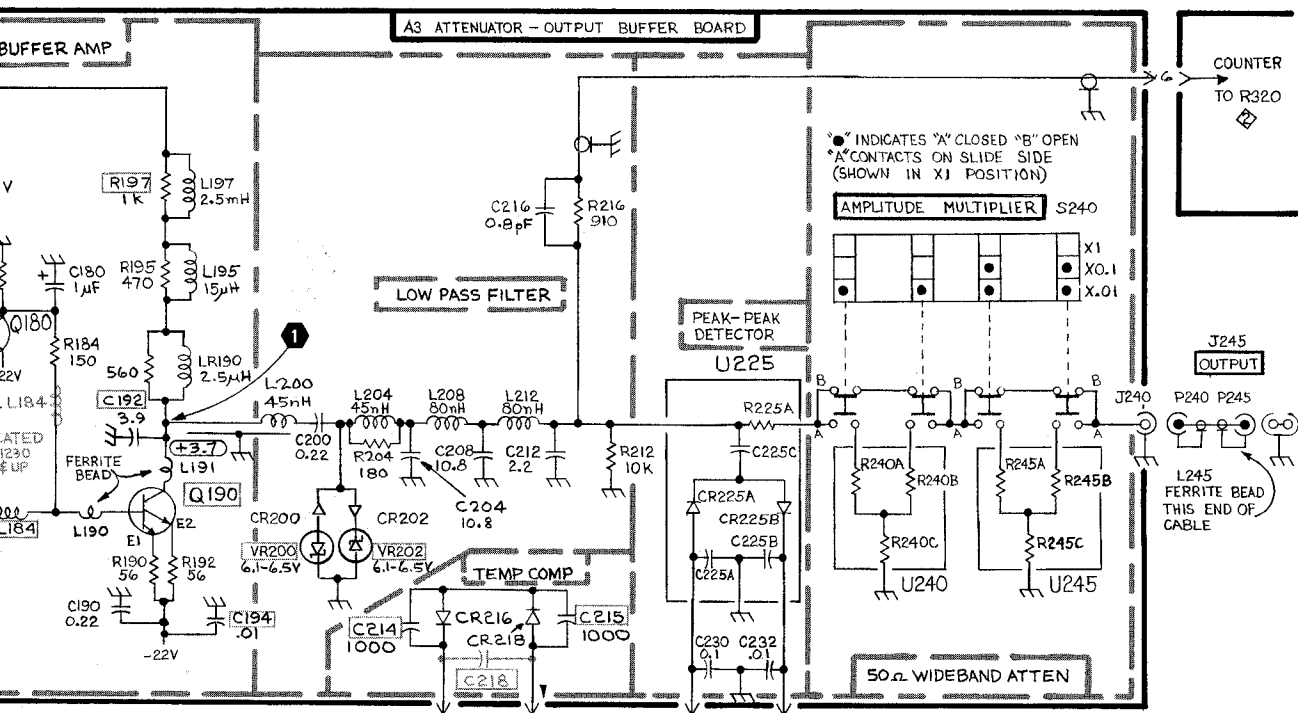 A3 ATTENUATOR - OUTPUT BUFFER BOARD
BUFFER AMP
COUNTER
TO R320
2
6
"●" INDICATES "A" CLOSED "B" OPEN
"A" CONTACTS ON SLIDE SIDE
(SHOWN IN X1 POSITION)
AMPLITUDE MULTIPLIER S240
X1
X0.1
X.01
V
R197
1K
L197
2.5mH
C216
0.8pF
R216
910
C180
1µF
+
R195
470
L195
15µH
LOW PASS FILTER
PEAK-PEAK
DETECTOR
U225
Q180
R184
150
-22V
L184
560
LR190
2.5µH
1
C192
3.9
+3.7
L191
FERRITE
BEAD
Q190
L190
L184
CATED
1230
& UP
E1
E2
R190
56
R192
56
C190
0.22
C194
.01
-22V
L200
45nH
C200
0.22
L204
45nH
R204
180
L208
80nH
L212
80nH
C208
10.8
C212
2.2
C204
10.8
R212
10K
CR200
CR202
VR200
6.1-6.5V
VR202
6.1-6.5V
TEMP COMP
C214
1000
CR216
CR218
C215
1000
C218
R225A
C225C
CR225A
CR225B
C225B
C225A
C230
0.1
C232
.01
B
B
A
A
B
B
A
A
R240A
R240B
R240C
U240
R245A
R245B
R245C
U245
50Ω WIDEBAND ATTEN
J240
P240 P245
J245
OUTPUT
L245
FERRITE BEAD
THIS END OF
CABLE